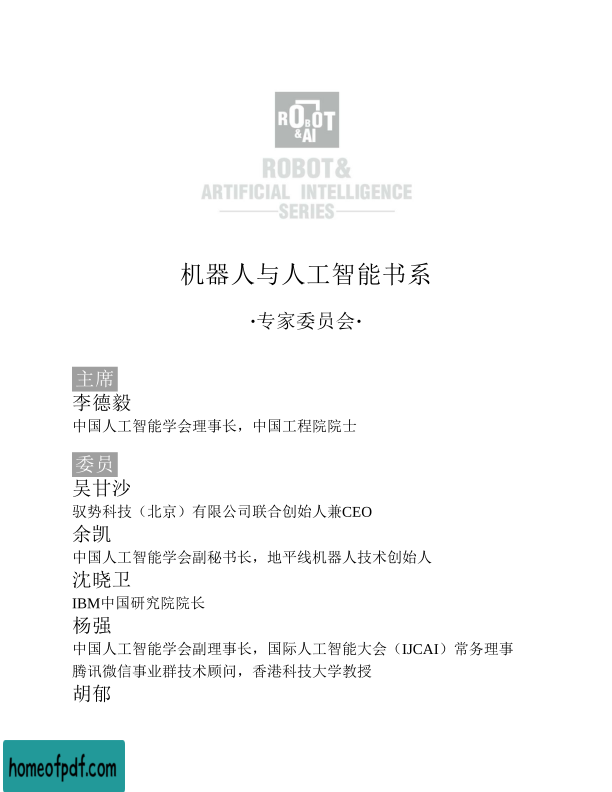 ROBOT
&AI
ROBOT&
ARTIFICIAL INTELLIGENCE
SERIES
机器人与人工智能书系
·专家委员会·
主席
李德毅
中国人工智能学会理事长，中国工程院院士
委员
吴甘沙
驭势科技（北京）有限公司联合创始人兼CEO
余凯
中国人工智能学会副秘书长，地平线机器人技术创始人
沈晓卫
IBM中国研究院院长
杨强
中国人工智能学会副理事长，国际人工智能大会（IJCAI）常务理事
腾讯微信事业群技术顾问，香港科技大学教授
胡郁
homeofpdf.com